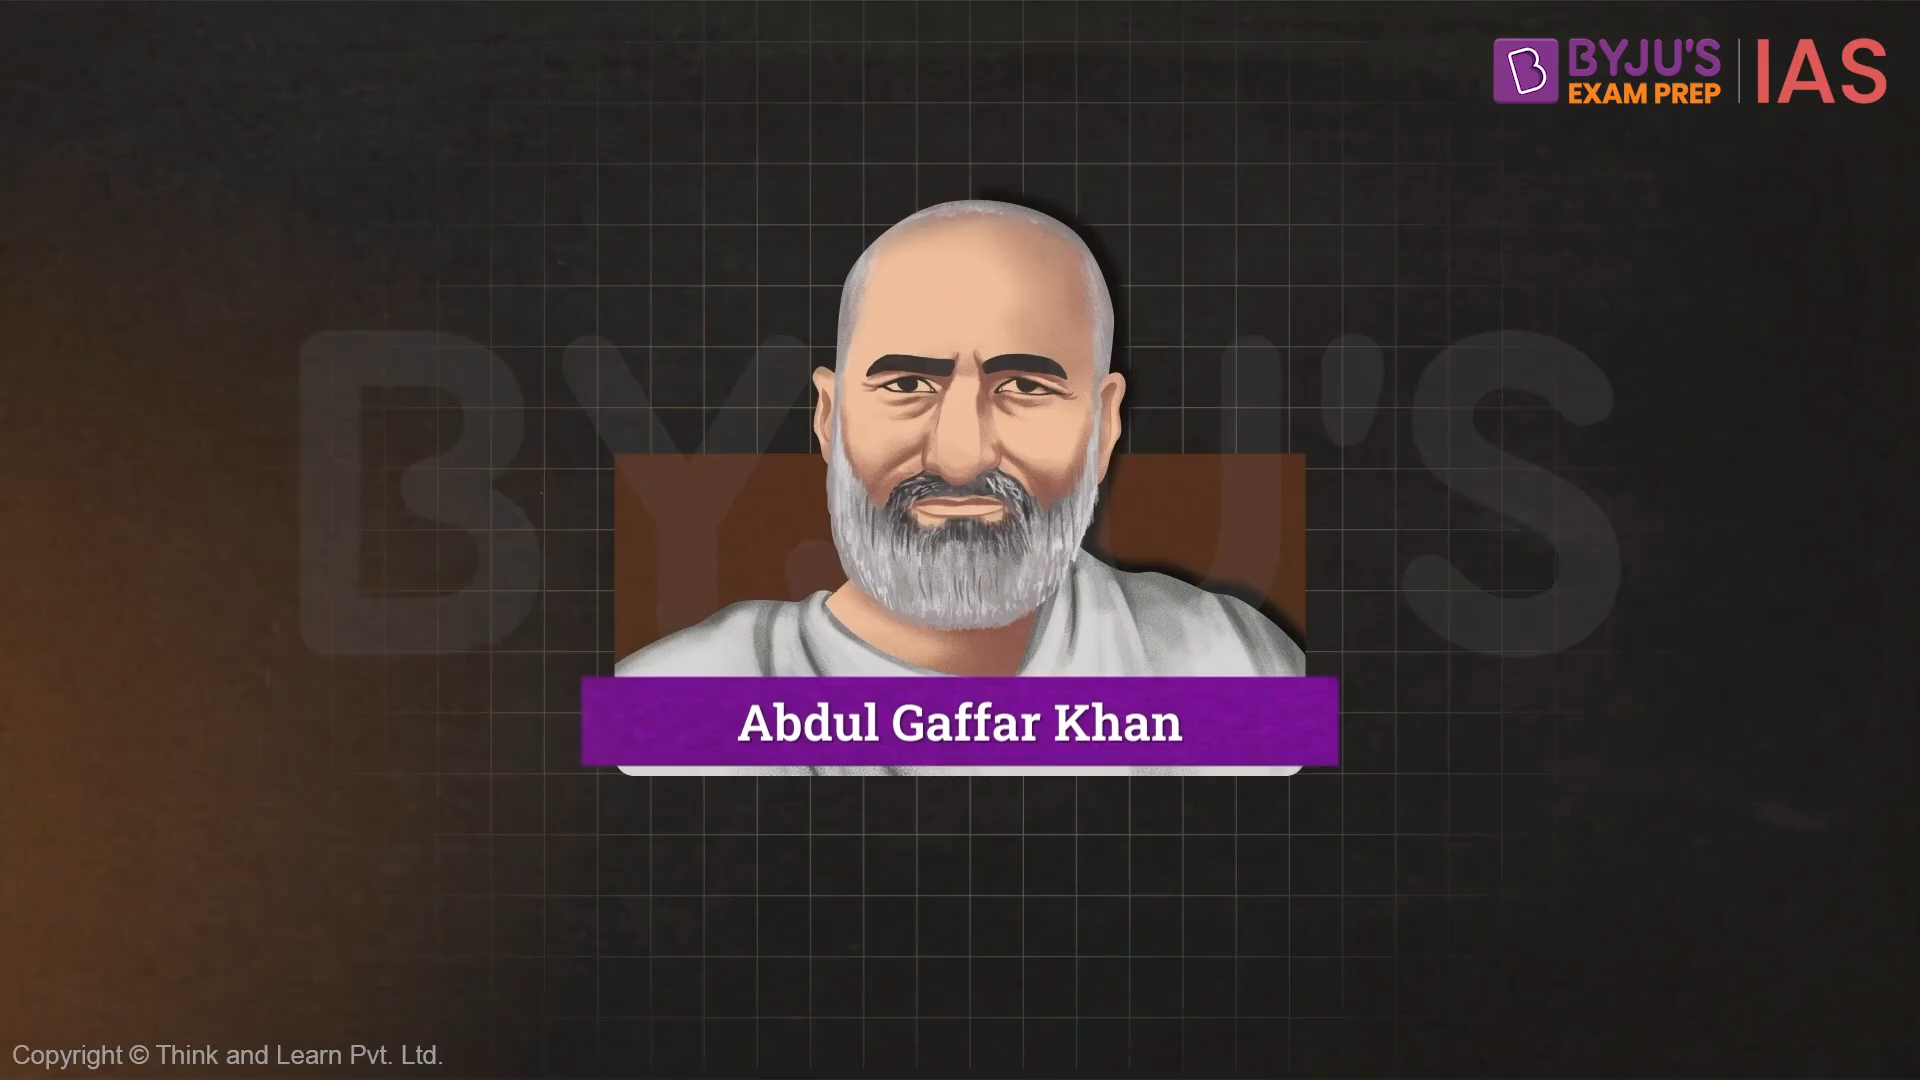 BYJU'S
EXAM PREP
IAS
BYJU'S
Abdul Gaffar Khan
Copyright © Think and Learn Pvt. Ltd.